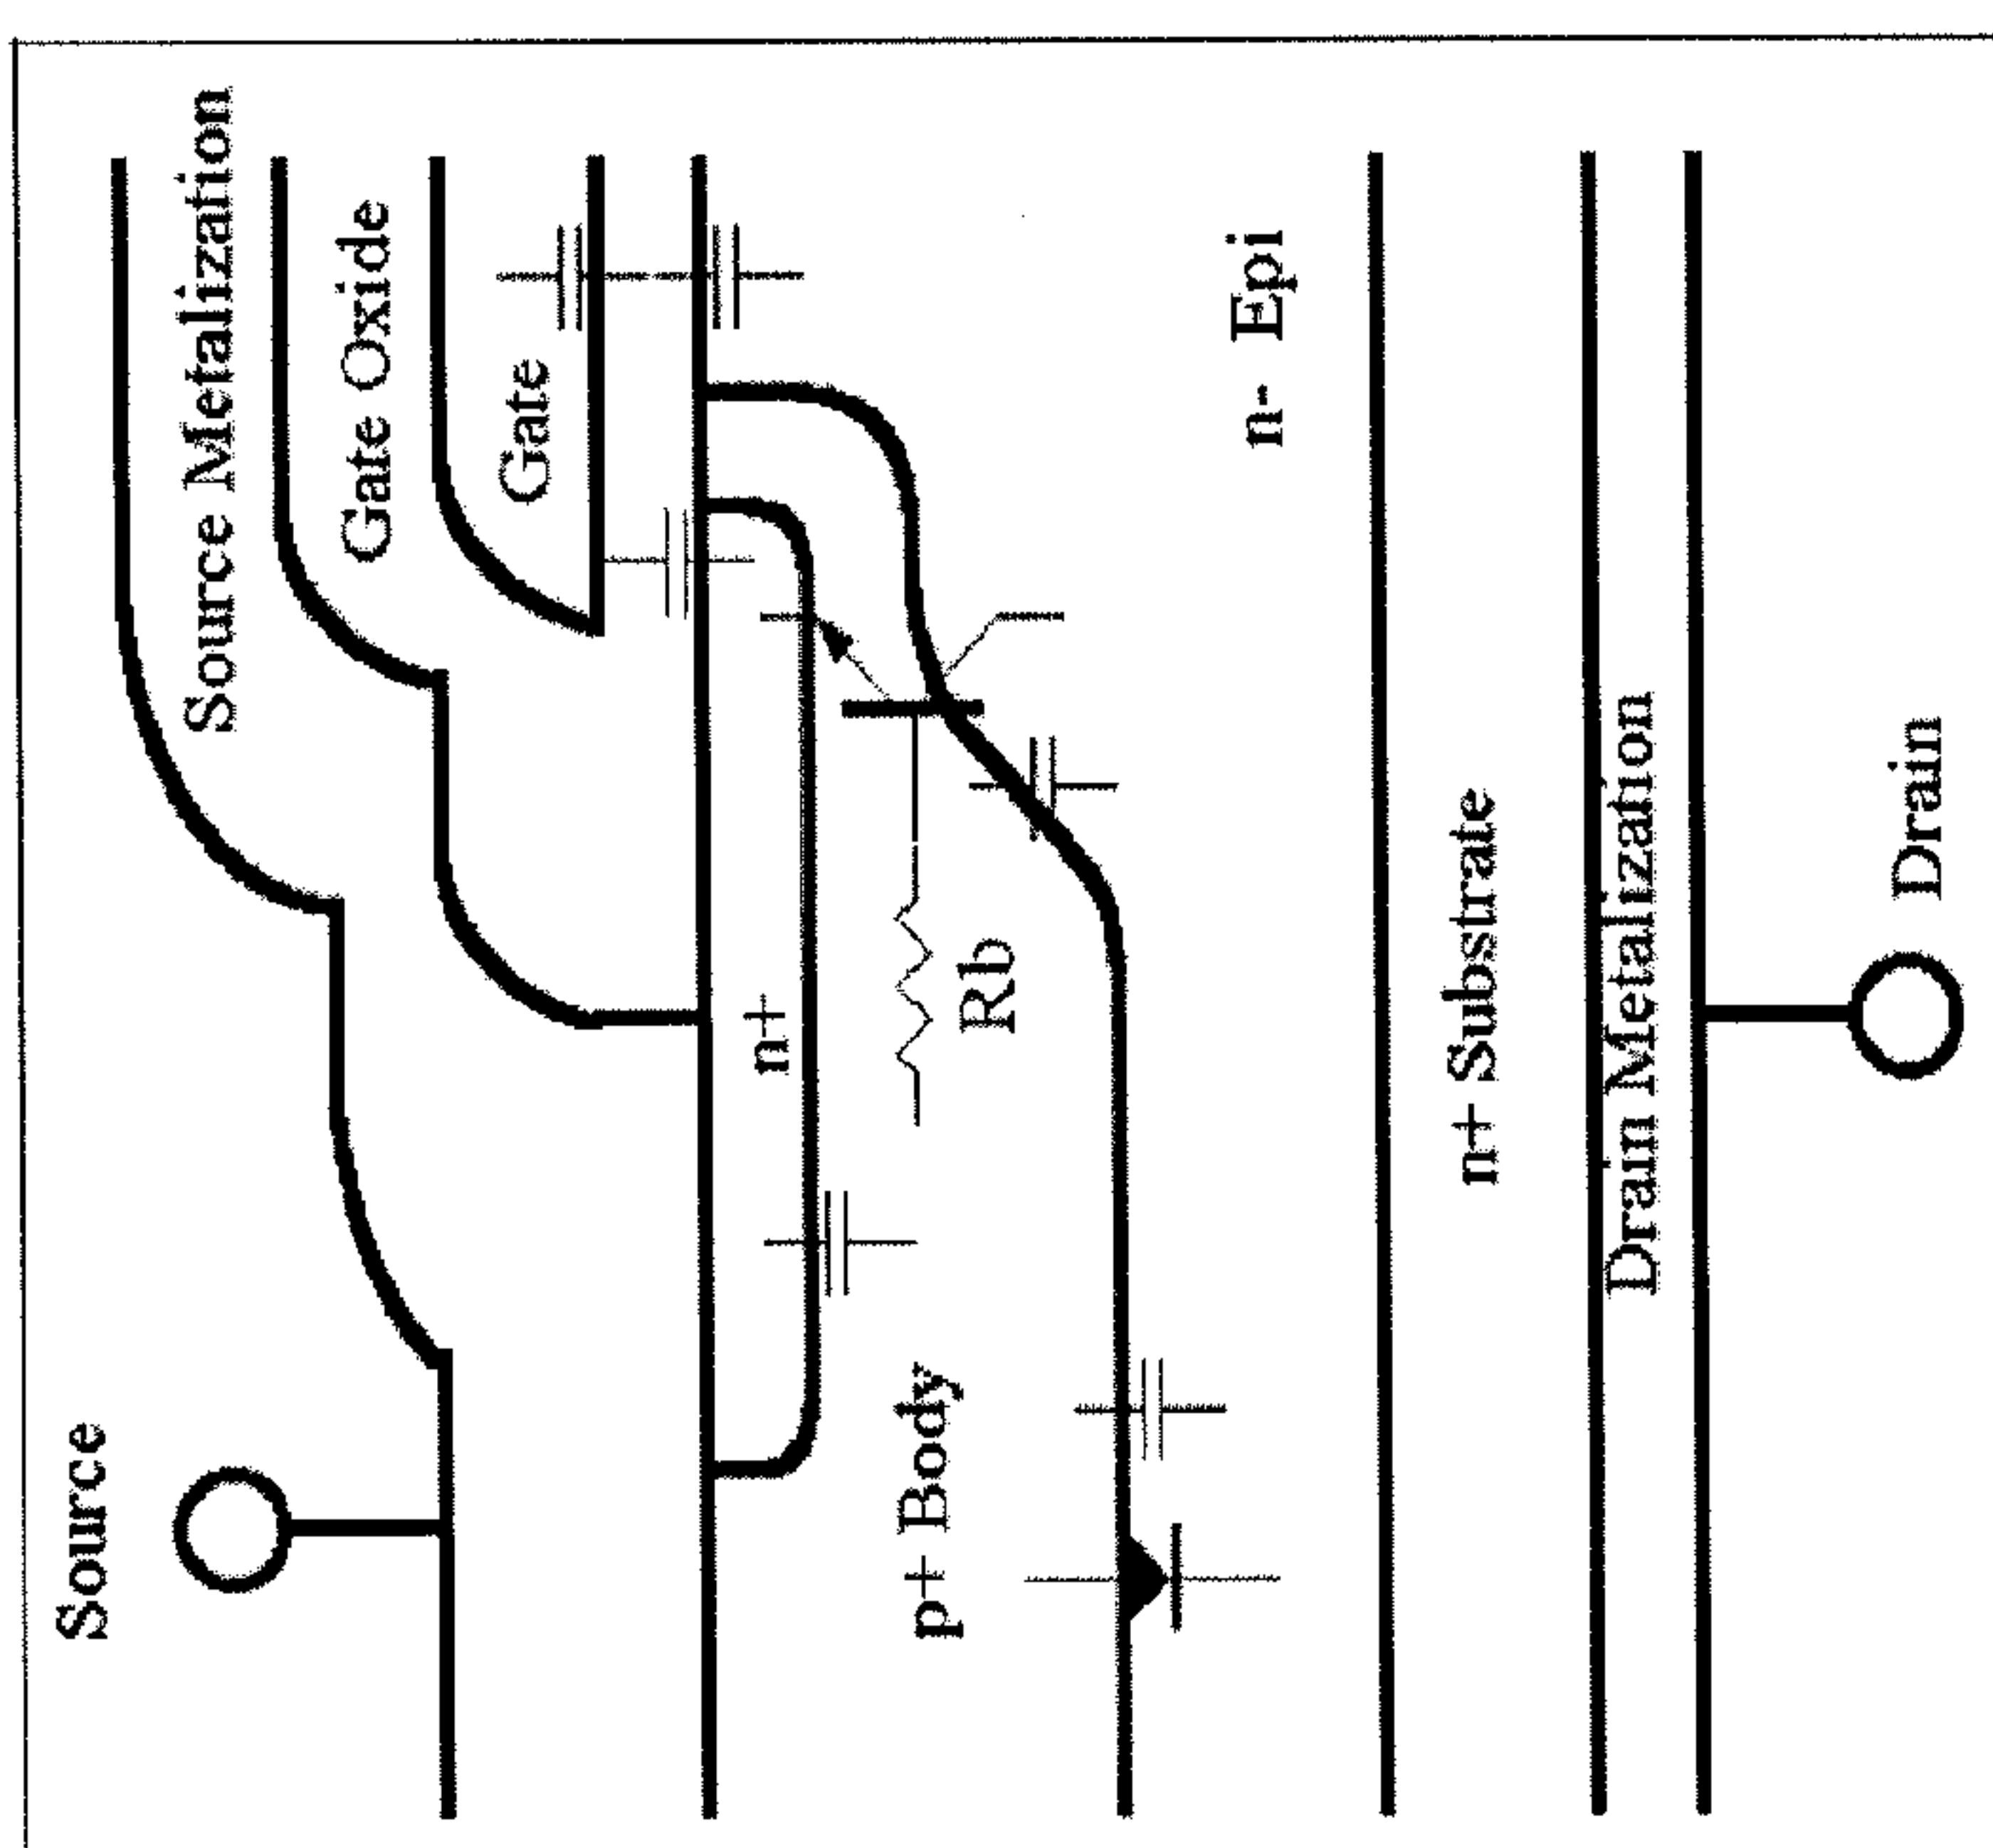 Source
Source Metalization
Gate Oxide
Gate
n+
p+ Body
Rb
n- Epi
n+ Substrate
Drain Metalization
Drain